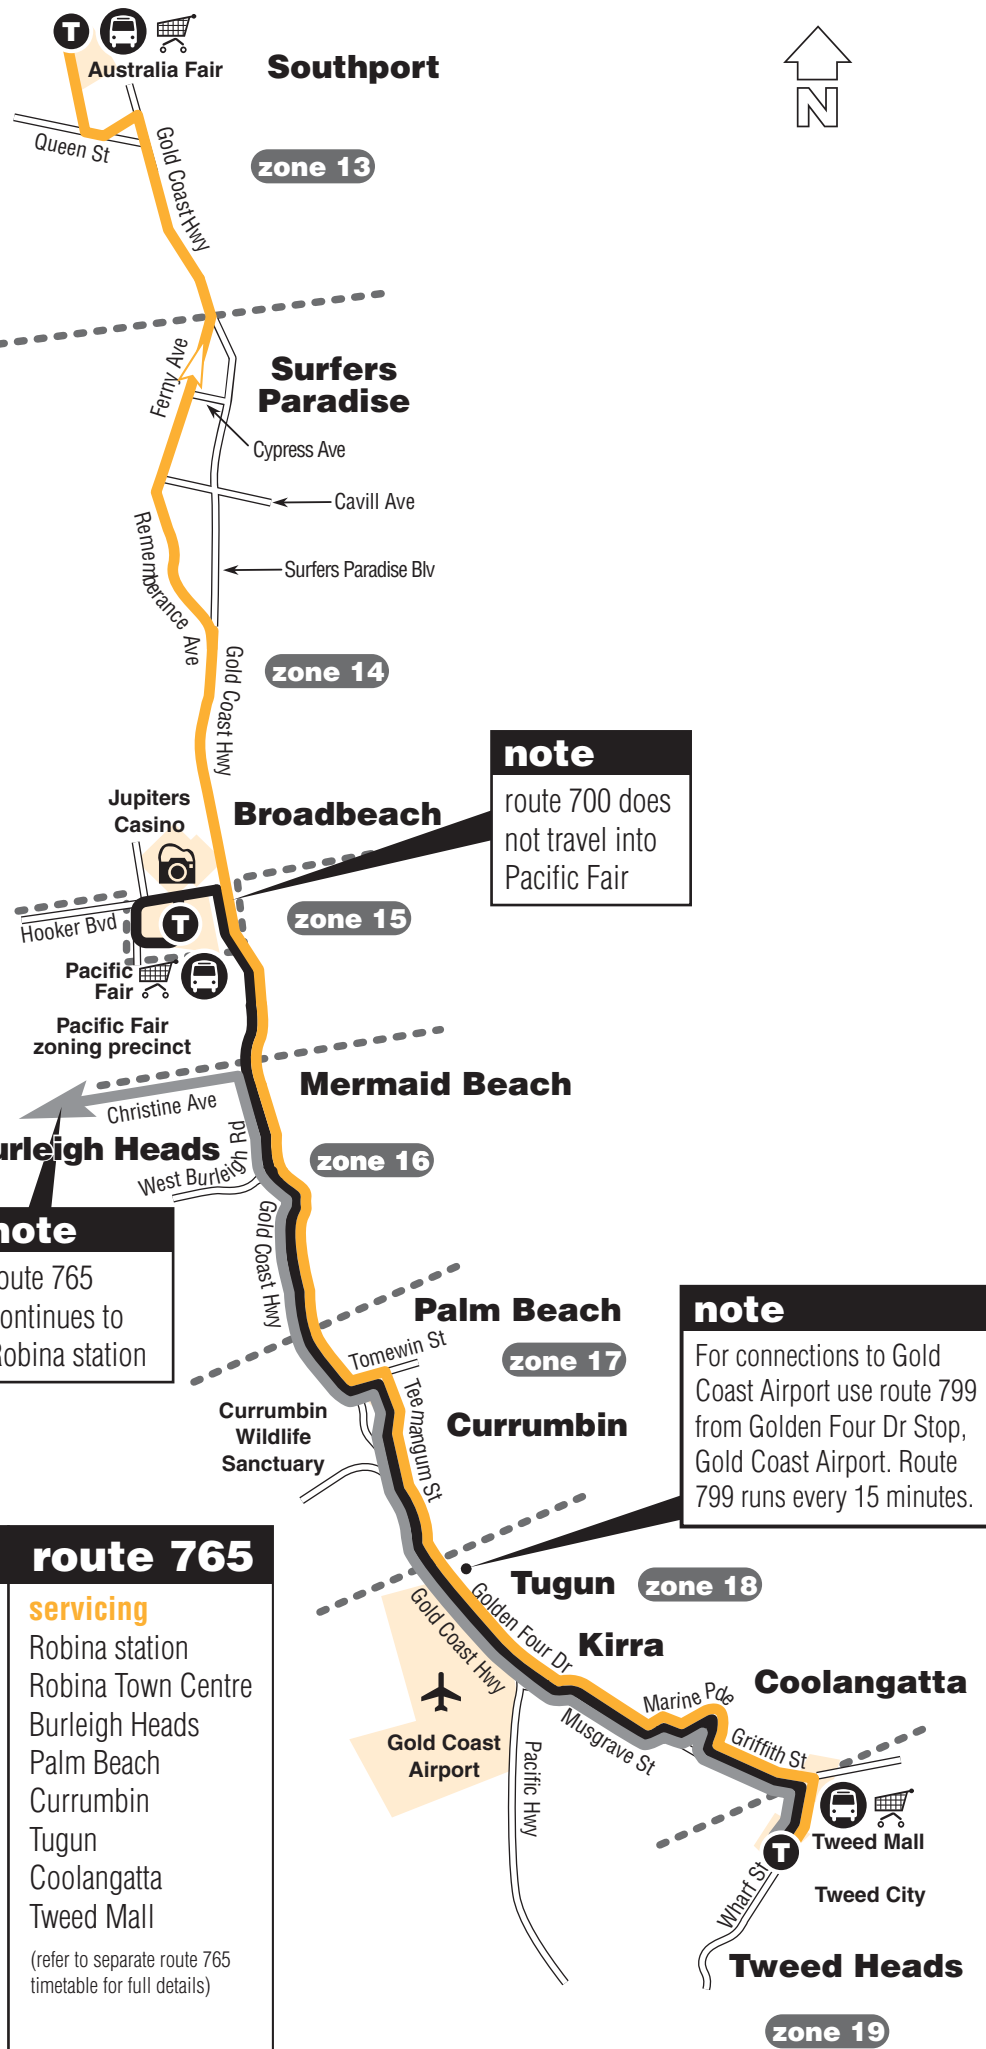 T
Australia Fair
Southport
N
Queen St
Gold Coast Hwy
zone 13
Ferny Ave
Surfers
Paradise
Cypress Ave
Cavill Ave
Rememberance Ave
Surfers Paradise Blv
zone 14
Gold Coast Hwy
note
route 700 does
not travel into
Pacific Fair
Jupiters
Casino
Broadbeach
zone 15
Hooker Bvd
T
Pacific
Fair
Pacific Fair
zoning precinct
Mermaid Beach
Christine Ave
urleigh Heads
West Burleigh Rd
zone 16
note
oute 765
ontinues to
Robina station
Gold Coast Hwy
Palm Beach
zone 17
Tomewin St
Teemangum St
Currumbin
Wildlife
Sanctuary
Currumbin
note
For connections to Gold
Coast Airport use route 799
from Golden Four Dr Stop,
Gold Coast Airport. Route
799 runs every 15 minutes.
Tugun
zone 18
Golden Four Dr
Gold Coast Hwy
Kirra
Coolangatta
Marine Pde
Musgrave St
Griffith St
Gold Coast
Airport
Pacific Hwy
Tweed Mall
T
Wharf St
Tweed City
Tweed Heads
zone 19
route 765
servicing
Robina station
Robina Town Centre
Burleigh Heads
Palm Beach
Currumbin
Tugun
Coolangatta
Tweed Mall
(refer to separate route 765
timetable for full details)